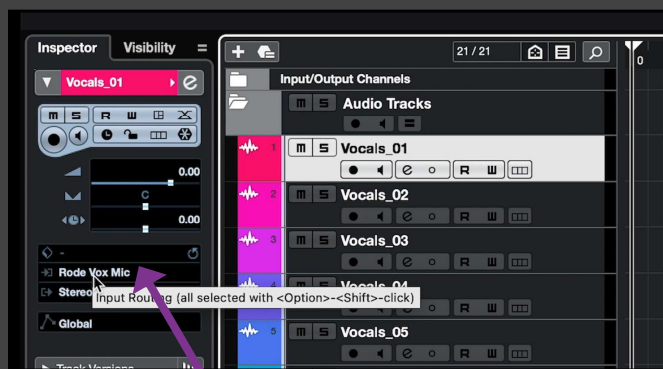 Inspector Visibility
21 / 21
0
Vocals_01
Input/Output Channels
m S R W
m S Audio Tracks
1 m S Vocals_01
R W
0.00
C
0.00
2 m S Vocals_02
R W
3 m S Vocals_03
R W
-
Rode Vox Mic
4 m S Vocals_04
Stereo
Input Routing (all selected with <Option>-<Shift>-click)
R W
Global
5 m S Vocals_05
R W
Track Versions